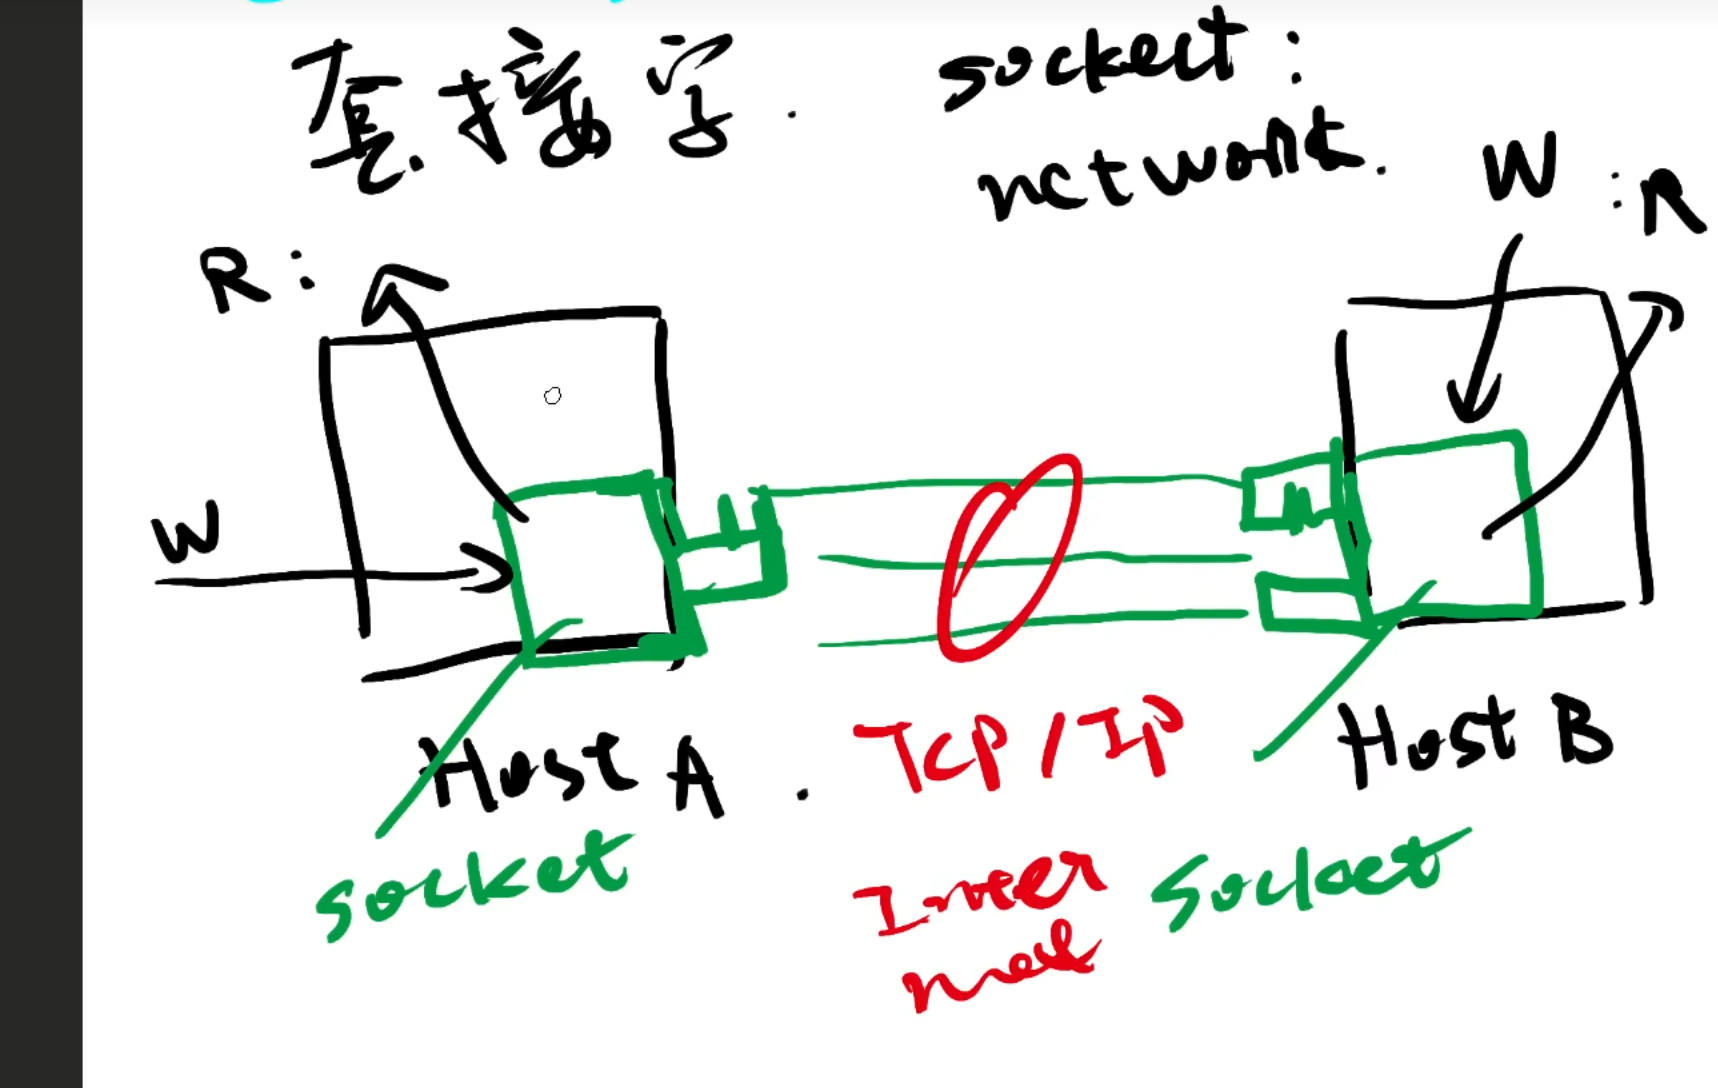 套接字. socket:
network.
W :R
R:
W
Host A. TCP/IP Host B
socket Inter Socket
net